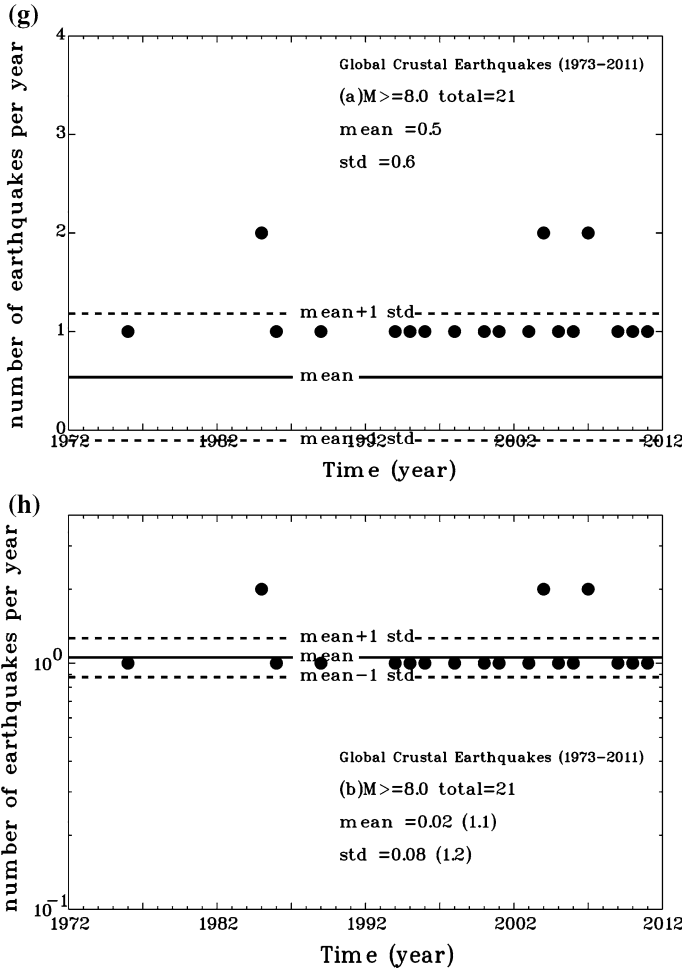 (g)
number of earthquakes per year
4
3
2
1
0
Global Crustal Earthquakes (1973-2011)
(a)M>=8.0 total=21
mean =0.5
std =0.6
mean+1 std
mean
mean-1 std
1972 1982 1992 2002 2012
Time (year)
(h)
number of earthquakes per year
10^0
10^-1
mean+1 std
mean
mean-1 std
Global Crustal Earthquakes (1973-2011)
(b)M>=8.0 total=21
mean =0.02 (1.1)
std =0.08 (1.2)
1972 1982 1992 2002 2012
Time (year)